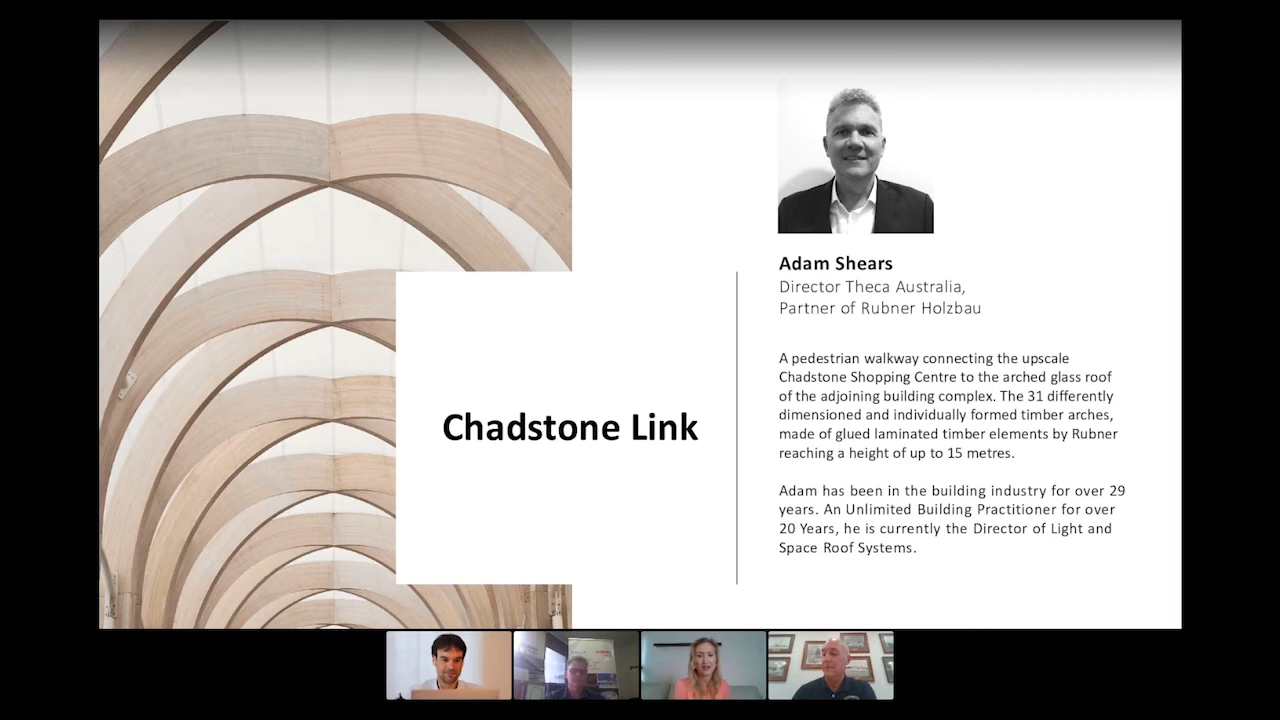 Chadstone Link
Adam Shears
Director Theca Australia,
Partner of Rubner Holzbau
A pedestrian walkway connecting the upscale
Chadstone Shopping Centre to the arched glass roof
of the adjoining building complex. The 31 differently
dimensioned and individually formed timber arches,
made of glued laminated timber elements by Rubner
reaching a height of up to 15 metres.
Adam has been in the building industry for over 29
years. An Unlimited Building Practitioner for over
20 Years, he is currently the Director of Light and
Space Roof Systems.